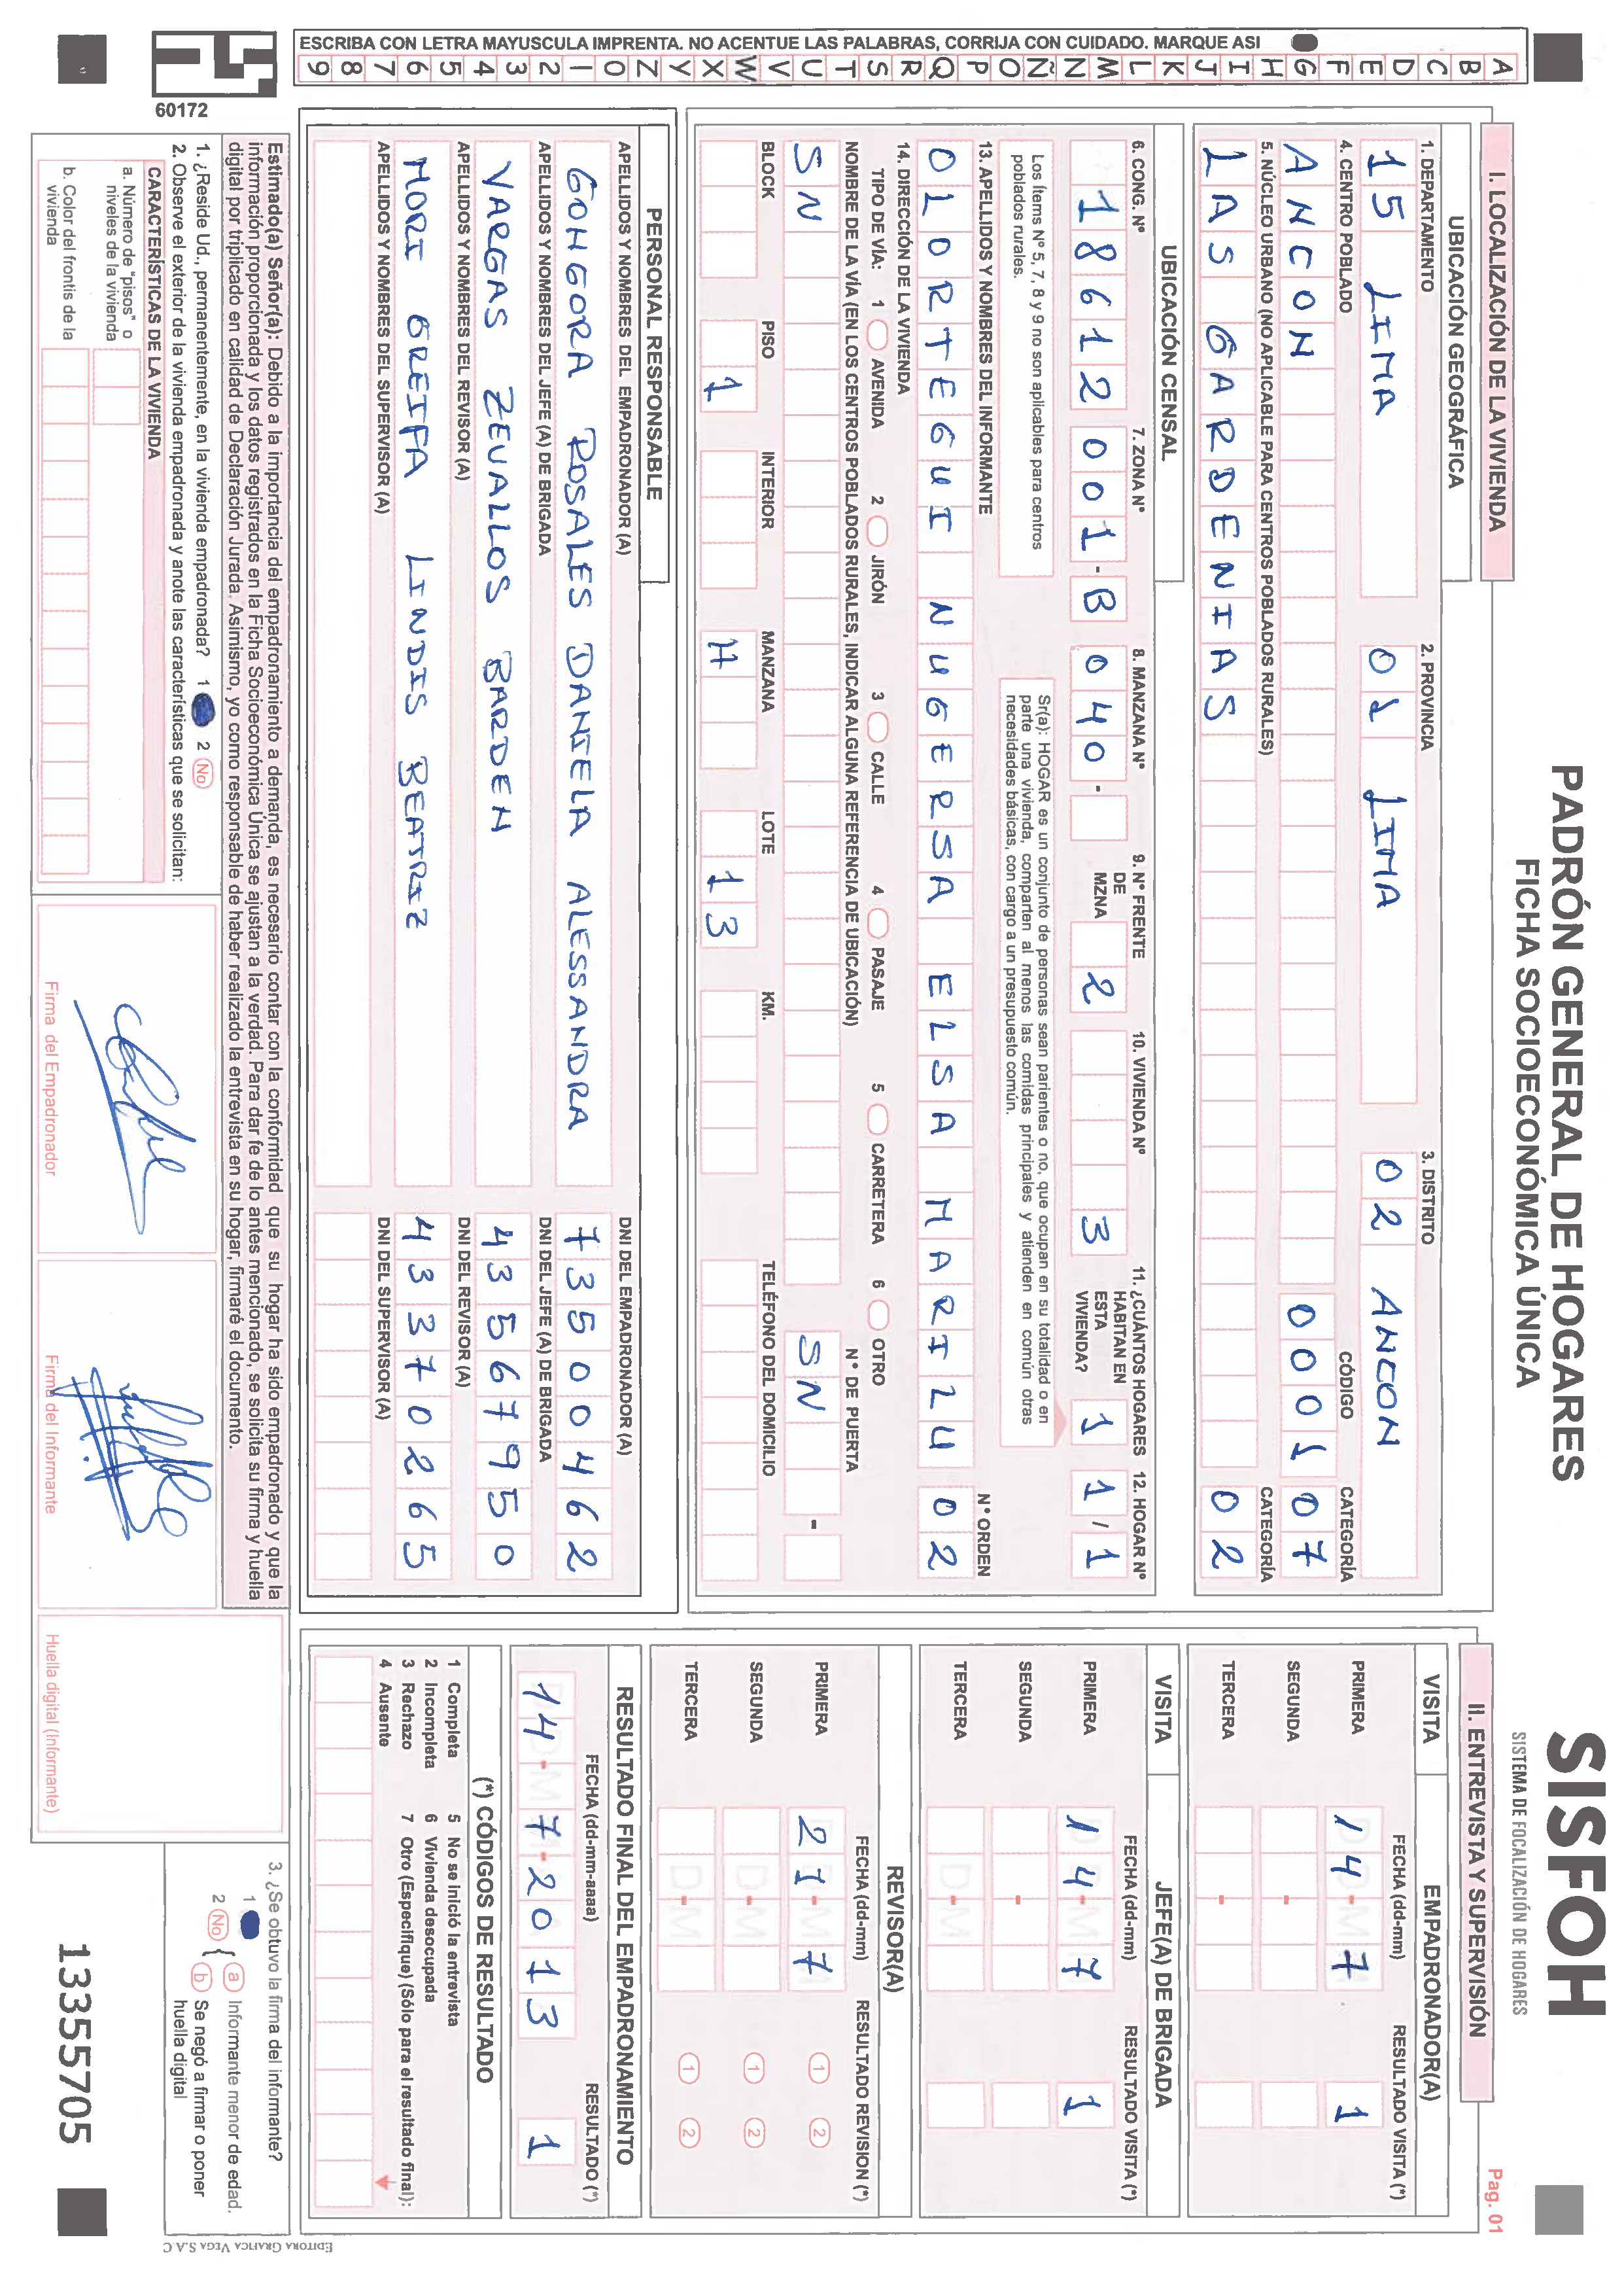 PADRÓN GENERAL DE HOGARES
FICHA SOCIOECONÓMICA ÚNICA
SISFOH
SISTEMA DE FOCALIZACIÓN DE HOGARES
Pag. 01
A B C D E F G H I J K L M N Ñ O P Q R S T U V W X Y Z 0 1 2 3 4 5 6 7 8 9
ESCRIBA CON LETRA MAYUSCULA IMPRENTA. NO ACENTUE LAS PALABRAS, CORRIJA CON CUIDADO. MARQUE ASI
60172
I. LOCALIZACIÓN DE LA VIVIENDA
UBICACIÓN GEOGRÁFICA
1. DEPARTAMENTO 2. PROVINCIA 3. DISTRITO
15 LIMA 01 LIMA 02 ANCON
4. CENTRO POBLADO CÓDIGO CATEGORÍA
ANCON 0001 07
5. NÚCLEO URBANO (NO APLICABLE PARA CENTROS POBLADOS RURALES) CATEGORÍA
LAS GARDENIAS 02
UBICACIÓN CENSAL
6. CONG. Nº 7. ZONA Nº 8. MANZANA Nº 9. Nº FRENTE DE MZNA 10. VIVIENDA Nº 11. ¿CUÁNTOS HOGARES HABITAN EN ESTA VIVIENDA? 12. HOGAR Nº
18612 001-B 040- 2 3 1 1/1
Los ítems Nº 5, 7, 8 y 9 no son aplicables para centros poblados rurales.
Sr(a): HOGAR es un conjunto de personas sean parientes o no, que ocupan en su totalidad o en parte una vivienda, comparten al menos las comidas principales y atienden en común otras necesidades básicas, con cargo a un presupuesto común.
13. APELLIDOS Y NOMBRES DEL INFORMANTE Nº ORDEN
OLORTEGUI NUGERSA ELSA MARILU 02
14. DIRECCIÓN DE LA VIVIENDA
TIPO DE VÍA: 1 AVENIDA 2 JIRÓN 3 CALLE 4 PASAJE 5 CARRETERA 6 OTRO
NOMBRE DE LA VÍA (EN LOS CENTROS POBLADOS RURALES, INDICAR ALGUNA REFERENCIA DE UBICACIÓN) Nº DE PUERTA
SN SN -
BLOCK PISO INTERIOR MANZANA LOTE KM. TELÉFONO DEL DOMICILIO
1 H 13
PERSONAL RESPONSABLE
APELLIDOS Y NOMBRES DEL EMPADRONADOR (A) DNI DEL EMPADRONADOR (A)
GONGORA ROSALES DANIELA ALESSANDRA 73500462
APELLIDOS Y NOMBRES DEL JEFE (A) DE BRIGADA DNI DEL JEFE (A) DE BRIGADA
VARGAS ZEVALLOS BARDEN 43567950
APELLIDOS Y NOMBRES DEL REVISOR (A) DNI DEL REVISOR (A)
MORI GREIFA LINDIS BEATRIZ 43370265
APELLIDOS Y NOMBRES DEL SUPERVISOR (A) DNI DEL SUPERVISOR (A)
II. ENTREVISTA Y SUPERVISIÓN
VISITA EMPADRONADOR(A)
FECHA (dd-mm) RESULTADO VISITA (*)
PRIMERA 14-7 1
SEGUNDA -
TERCERA -
VISITA JEFE(A) DE BRIGADA
FECHA (dd-mm) RESULTADO VISITA (*)
PRIMERA 14-7 1
SEGUNDA -
TERCERA -
REVISOR(A)
FECHA (dd-mm) RESULTADO REVISION (*)
PRIMERA 21-7 1 2
SEGUNDA - 1 2
TERCERA - 1 2
RESULTADO FINAL DEL EMPADRONAMIENTO
FECHA (dd-mm-aaaa) RESULTADO (*)
14-7-2013 1
(*) CÓDIGOS DE RESULTADO
1 Completa 5 No se inició la entrevista
2 Incompleta 6 Vivienda desocupada
3 Rechazo 7 Otro (Especifique) (Sólo para el resultado final):
4 Ausente
Estimado(a) Señor(a): Debido a la importancia del empadronamiento a demanda, es necesario contar con la conformidad que su hogar ha sido empadronado y que la
información proporcionada y los datos registrados en la Ficha Socioeconómica Única se ajustan a la verdad. Para dar fe de lo antes mencionado, se solicita su firma y huella
digital por triplicado en calidad de Declaración Jurada. Asimismo, yo como responsable de haber realizado la entrevista en su hogar, firmaré el documento.
1. ¿Reside Ud., permanentemente, en la vivienda empadronada? 1 2 No
2. Observe el exterior de la vivienda empadronada y anote las características que se solicitan:
CARACTERÍSTICAS DE LA VIVIENDA
a. Número de "pisos" o niveles de la vivienda
b. Color del frontis de la vivienda
Firma del Empadronador
Firma del Informante
Huella digital (Informante)
3. ¿Se obtuvo la firma del informante?
1
2 No { a Informante menor de edad.
b Se negó a firmar o poner huella digital
13355705
EDITORA GRAFICA VEGA S.A.C